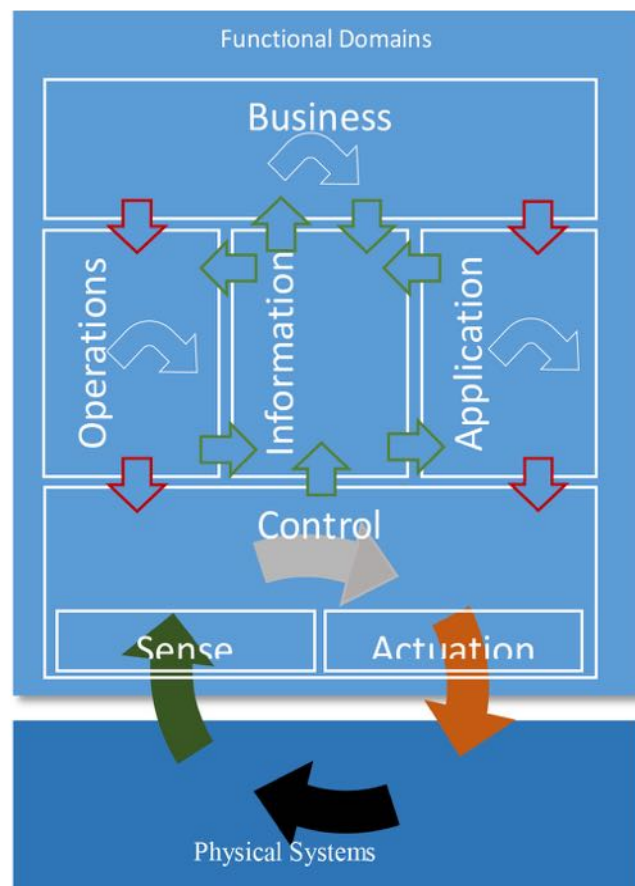 Functional Domains
Business
Operations
Information
Application
Control
Sense
Actuation
Physical Systems